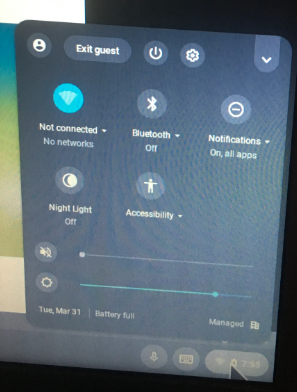 Exit guest
Not connected
No networks
Bluetooth
Off
Notifications
On, all apps
Night Light
Off
Accessibility
Tue, Mar 31 | Battery full
Managed